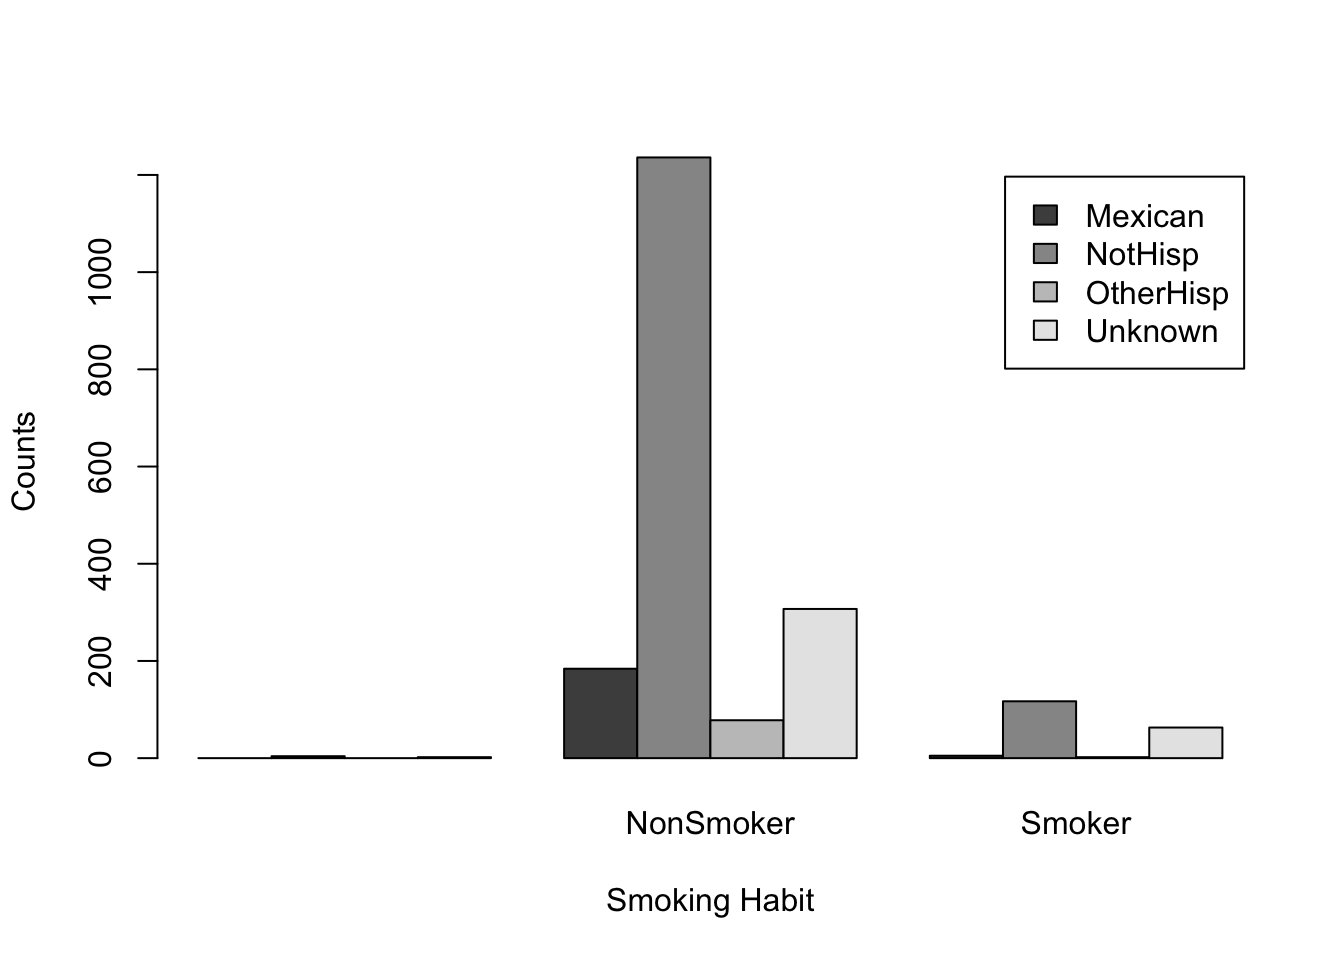 Counts
0
200
400
600
800
1000
Mexican
NotHisp
OtherHisp
Unknown
NonSmoker
Smoker
Smoking Habit